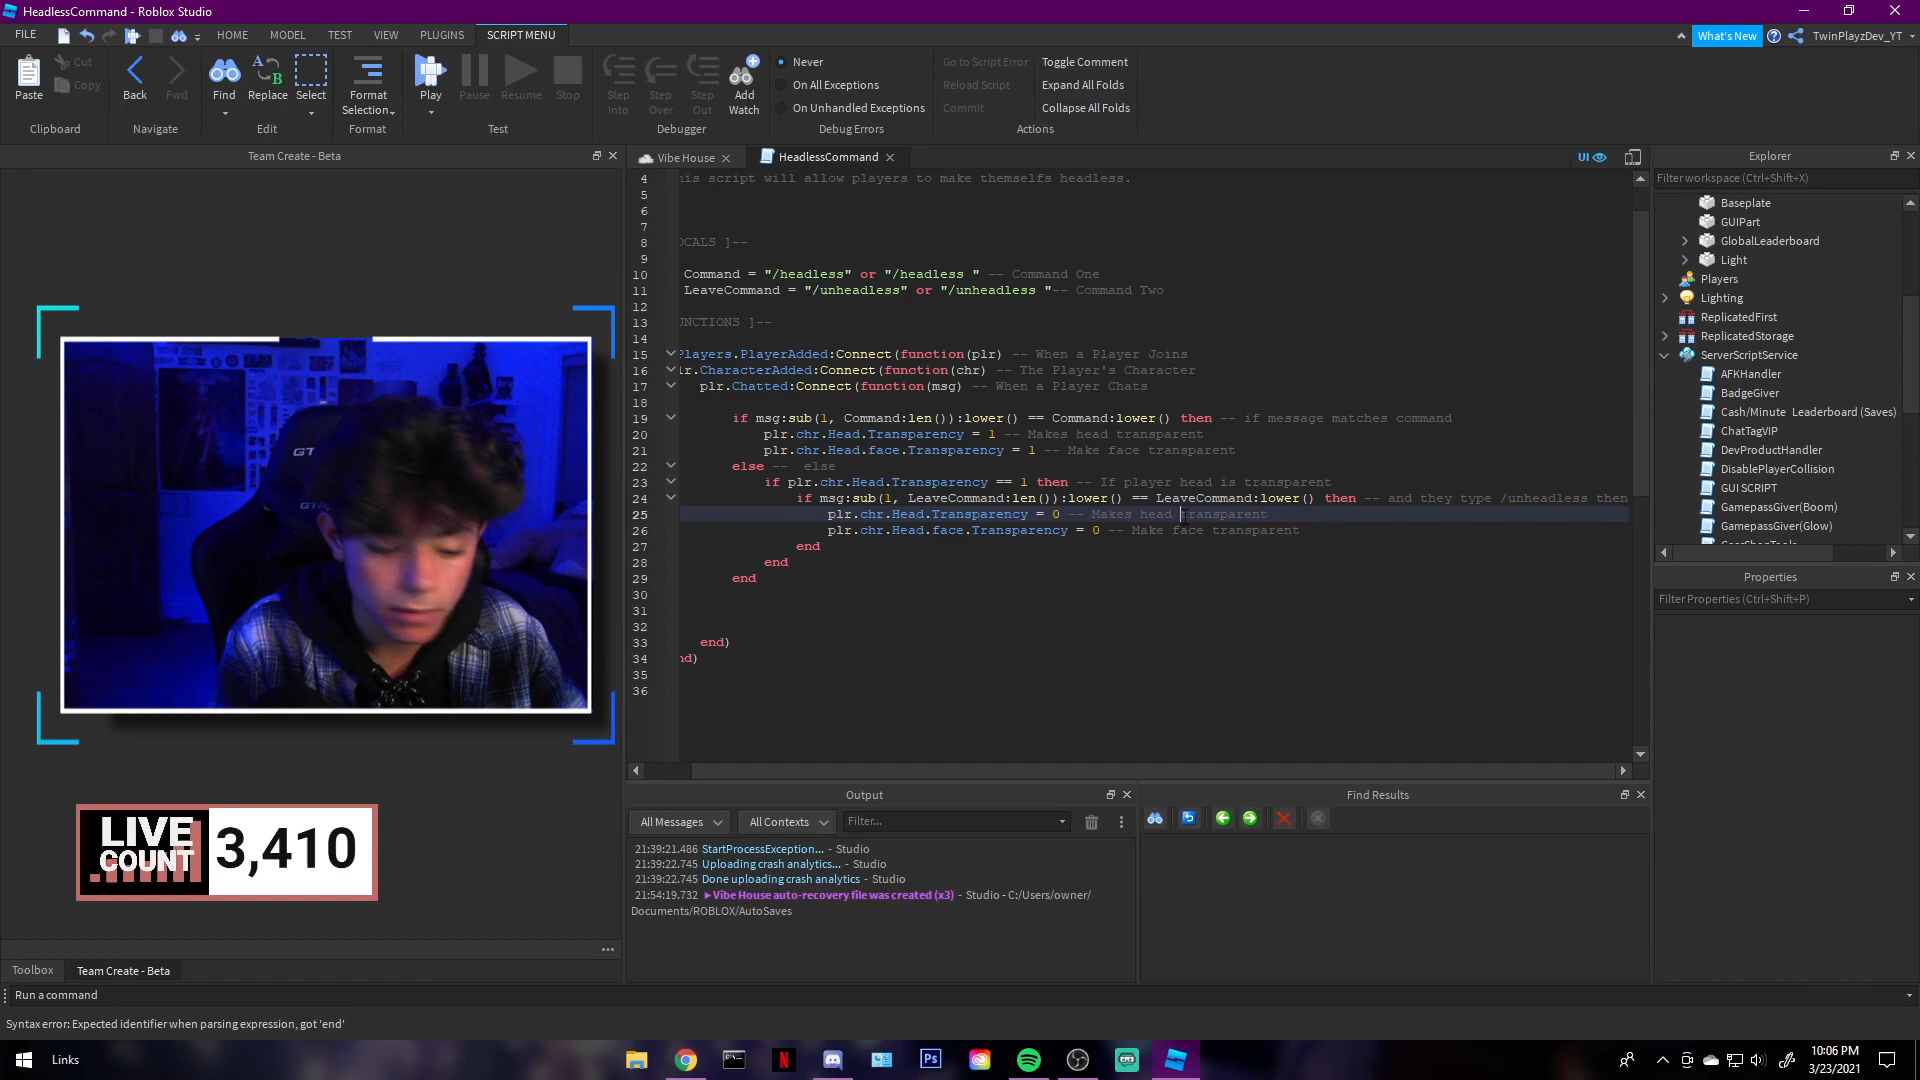 HeadlessCommand - Roblox Studio
FILE HOME MODEL TEST VIEW PLUGINS SCRIPT MENU What's New TwinPlayzDev_YT
Paste Cut Copy Clipboard
Back Fwd Navigate
Find Replace Select Edit
Format Selection Format
Play Pause Resume Stop Test
Step Into Step Over Step Out Add Watch Debugger
Never
On All Exceptions
On Unhandled Exceptions
Debug Errors
Go to Script Error Toggle Comment
Reload Script Expand All Folds
Commit Collapse All Folds
Actions
Team Create - Beta
Vibe House HeadlessCommand UI
4 his script will allow players to make themselfs headless.
5
6
7
8 OCALS ]--
9
10 Command = "/headless" or "/headless " -- Command One
11 LeaveCommand = "/unheadless" or "/unheadless "-- Command Two
12
13 UNCTIONS ]--
14
15 Players.PlayerAdded:Connect(function(plr) -- When a Player Joins
16 lr.CharacterAdded:Connect(function(chr) -- The Player's Character
17 plr.Chatted:Connect(function(msg) -- When a Player Chats
18
19 if msg:sub(1, Command:len()):lower() == Command:lower() then -- if message matches command
20 plr.chr.Head.Transparency = 1 -- Makes head transparent
21 plr.chr.Head.face.Transparency = 1 -- Make face transparent
22 else -- else
23 if plr.chr.Head.Transparency == 1 then -- If player head is transparent
24 if msg:sub(1, LeaveCommand:len()):lower() == LeaveCommand:lower() then -- and they type /unheadless then
25 plr.chr.Head.Transparency = 0 -- Makes head transparent
26 plr.chr.Head.face.Transparency = 0 -- Make face transparent
27 end
28 end
29 end
30
31
32
33 end)
34 nd)
35
36
Explorer
Filter workspace (Ctrl+Shift+X)
Baseplate
GUIPart
GlobalLeaderboard
Light
Players
Lighting
ReplicatedFirst
ReplicatedStorage
ServerScriptService
AFKHandler
BadgeGiver
Cash/Minute Leaderboard (Saves)
ChatTagVIP
DevProductHandler
DisablePlayerCollision
GUI SCRIPT
GamepassGiver(Boom)
GamepassGiver(Glow)
Properties
Filter Properties (Ctrl+Shift+P)
GT
LIVE COUNT 3,410
Output
All Messages All Contexts Filter...
21:39:21.486 StartProcessException... - Studio
21:39:22.745 Uploading crash analytics... - Studio
21:39:22.745 Done uploading crash analytics - Studio
21:54:19.732 Vibe House auto-recovery file was created (x3) - Studio - C:/Users/owner/
Documents/ROBLOX/AutoSaves
Find Results
Toolbox Team Create - Beta
Run a command
Syntax error: Expected identifier when parsing expression, got 'end'
Links
N
Ps
10:06 PM
3/23/2021